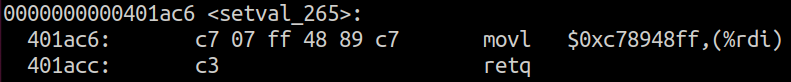 0000000000401ac6 <setval_265>:
401ac6: c7 07 ff 48 89 c7 movl $0xc78948ff,(%rdi)
401acc: c3 retq